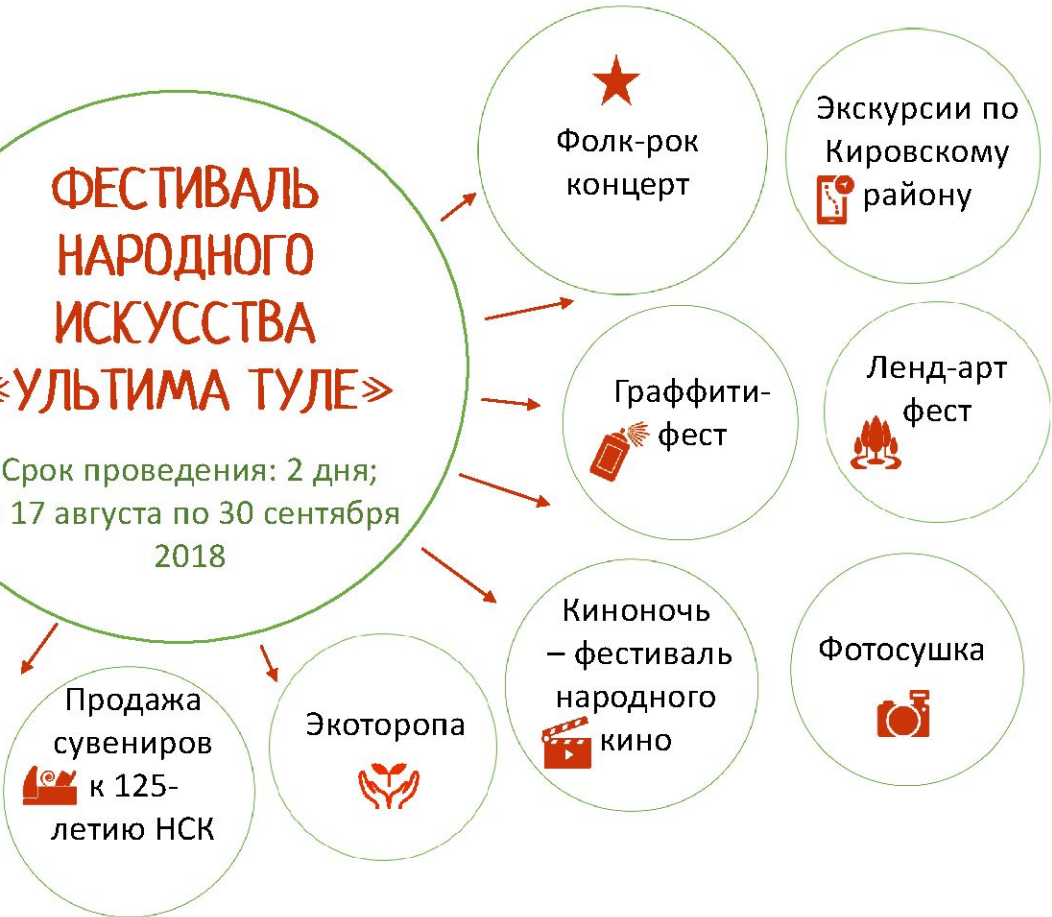 ФЕСТИВАЛЬ
НАРОДНОГО
ИСКУССТВА
«УЛЬТИМА ТУЛЕ»
Срок проведения: 2 дня;
17 августа по 30 сентября
2018
Фолк-рок
концерт
Экскурсии по
Кировскому
району
Граффити-
фест
Ленд-арт
фест
Киноночь
– фестиваль
народного
кино
Фотосушка
Экоторопа
Продажа
сувениров
к 125-
летию НСК